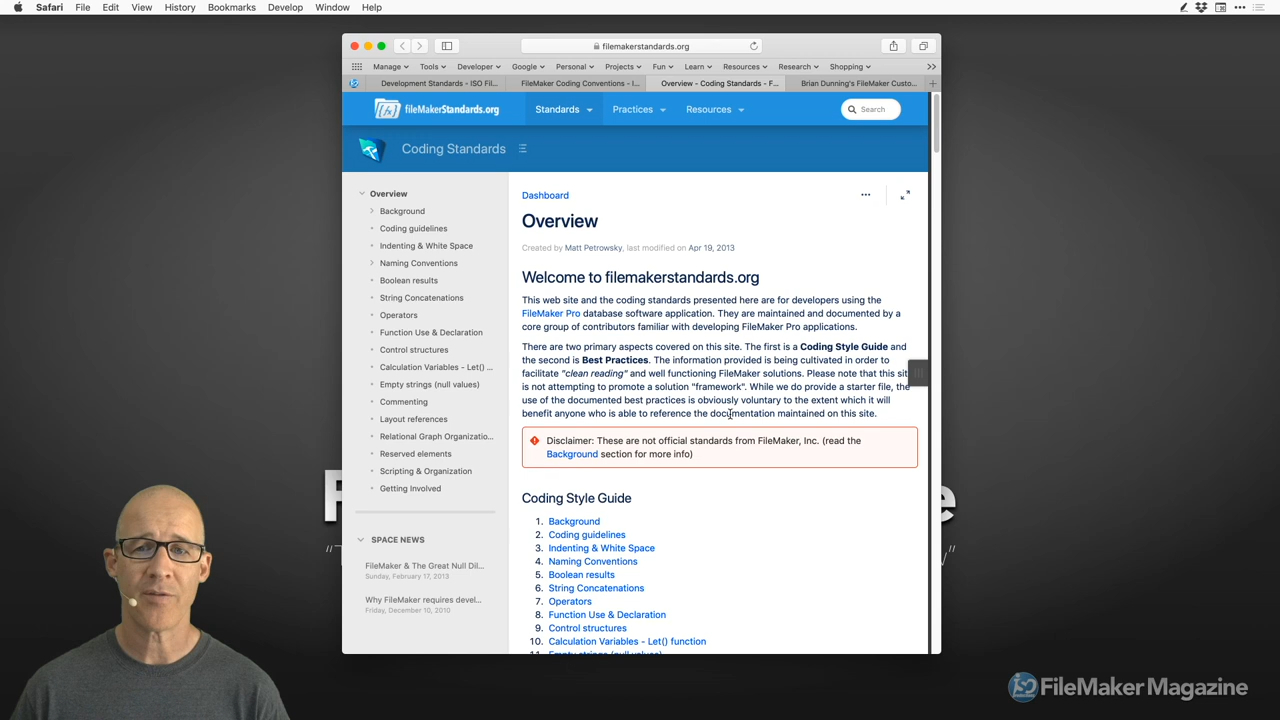 Safari File Edit View History Bookmarks Develop Window Help
filemakerstandards.org
Manage Tools Developer Google Personal Projects Fun Learn Resources Research Shopping
Development Standards - ISO Fil... FileMaker Coding Conventions - I... Overview - Coding Standards - F... Brian Dunning's FileMaker Custo...
fileMakerStandards.org Standards Practices Resources Search
Coding Standards
Overview
Background
Coding guidelines
Indenting & White Space
Naming Conventions
Boolean results
String Concatenations
Operators
Function Use & Declaration
Control structures
Calculation Variables - Let() ...
Empty strings (null values)
Commenting
Layout references
Relational Graph Organizatio...
Reserved elements
Scripting & Organization
Getting Involved
SPACE NEWS
FileMaker & The Great Null Dil...
Sunday, February 17, 2013
Why FileMaker requires devel...
Friday, December 10, 2010
Dashboard
Overview
Created by Matt Petrowsky, last modified on Apr 19, 2013
Welcome to filemakerstandards.org
This web site and the coding standards presented here are for developers using the
FileMaker Pro database software application. They are maintained and documented by a
core group of contributors familiar with developing FileMaker Pro applications.
There are two primary aspects covered on this site. The first is a Coding Style Guide and
the second is Best Practices. The information provided is being cultivated in order to
facilitate "clean reading" and well functioning FileMaker solutions. Please note that this sit
is not attempting to promote a solution "framework". While we do provide a starter file, the
use of the documented best practices is obviously voluntary to the extent which it will
benefit anyone who is able to reference the documentation maintained on this site.
Disclaimer: These are not official standards from FileMaker, Inc. (read the
Background section for more info)
Coding Style Guide
1. Background
2. Coding guidelines
3. Indenting & White Space
4. Naming Conventions
5. Boolean results
6. String Concatenations
7. Operators
8. Function Use & Declaration
9. Control structures
10. Calculation Variables - Let() function
11. Empty strings (null values)
FileMaker Magazine